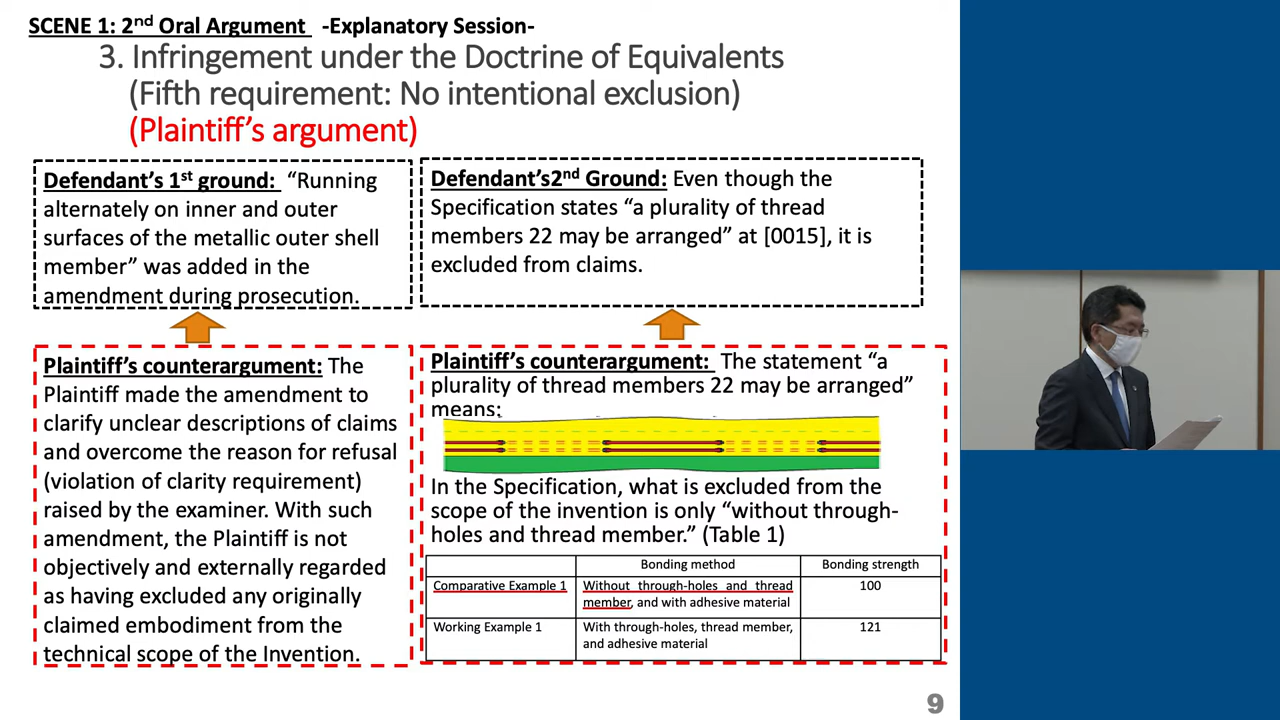 SCENE 1: 2nd Oral Argument -Explanatory Session-
3. Infringement under the Doctrine of Equivalents
(Fifth requirement: No intentional exclusion)
(Plaintiff's argument)
Defendant's 1st ground: "Running
alternately on inner and outer
surfaces of the metallic outer shell
member" was added in the
amendment during prosecution.
Defendant's2nd Ground: Even though the
Specification states "a plurality of thread
members 22 may be arranged" at [0015], it is
excluded from claims.
Plaintiff's counterargument: The
Plaintiff made the amendment to
clarify unclear descriptions of claims
and overcome the reason for refusal
(violation of clarity requirement)
raised by the examiner. With such
amendment, the Plaintiff is not
objectively and externally regarded
as having excluded any originally
claimed embodiment from the
technical scope of the Invention.
Plaintiff's counterargument: The statement "a
plurality of thread members 22 may be arranged"
means:
In the Specification, what is excluded from the
scope of the invention is only "without through-
holes and thread member." (Table 1)
Bonding method Bonding strength
Comparative Example 1 Without through-holes and thread 100
member, and with adhesive material
Working Example 1 With through-holes, thread member, 121
and adhesive material
9